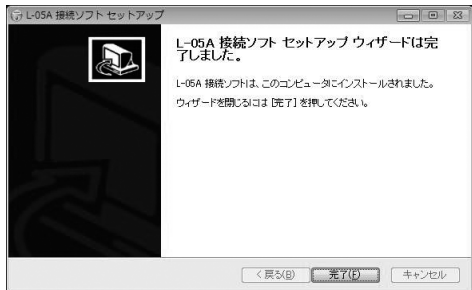 L-05A 接続ソフト セットアップ
L-05A 接続ソフト セットアップ ウィザードは完
了しました。
L-05A 接続ソフトは、このコンピュータにインストールされました。
ウィザードを閉じるには [完了] を押してください。
< 戻る(B)
完了(F)
キャンセル